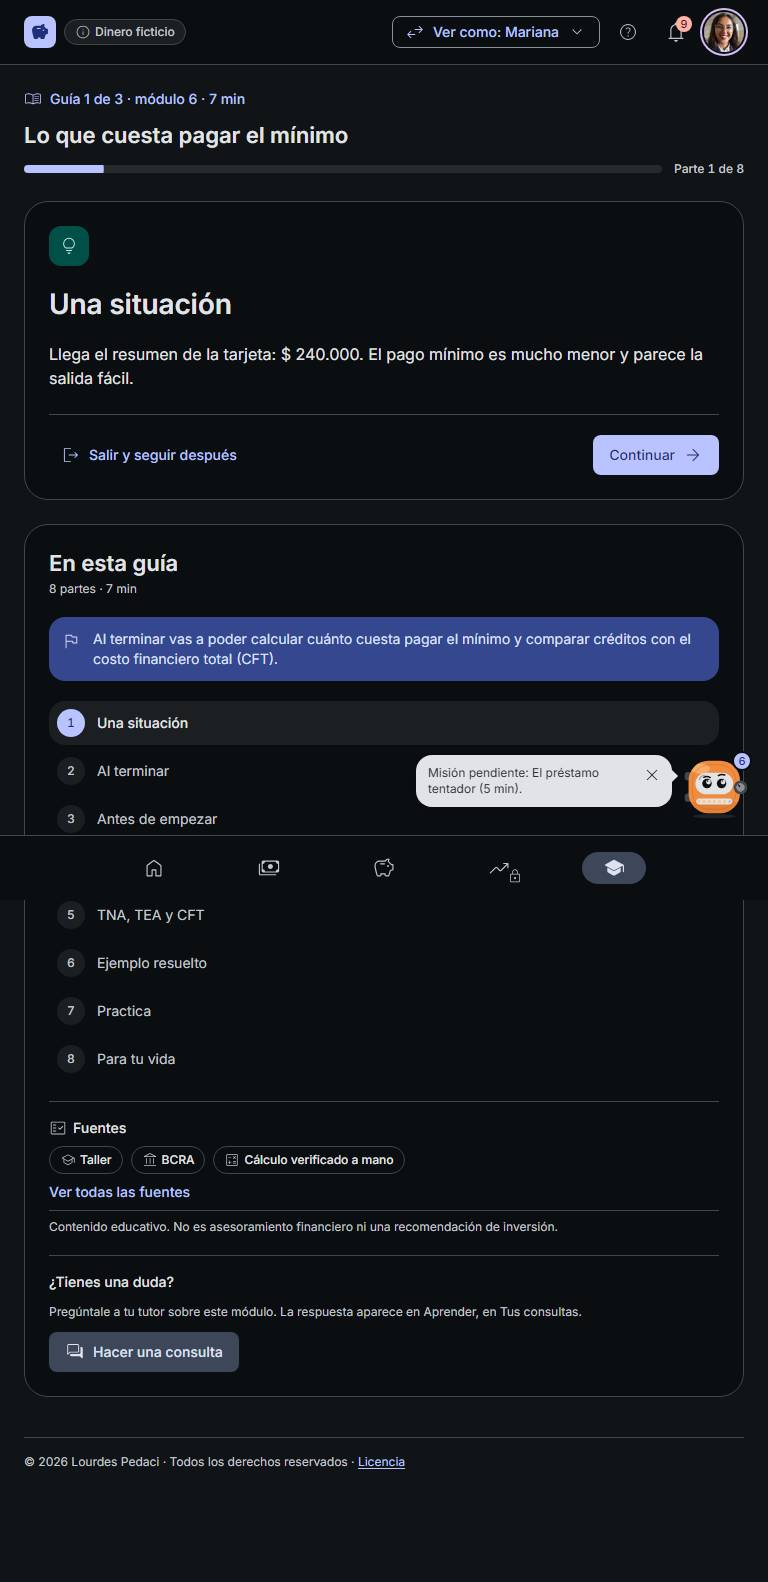 Dinero ficticio
Ver como: Mariana
9
Guía 1 de 3 · módulo 6 · 7 min
Lo que cuesta pagar el mínimo
Parte 1 de 8
Una situación
Llega el resumen de la tarjeta: $ 240.000. El pago mínimo es mucho menor y parece la
salida fácil.
Salir y seguir después
Continuar
En esta guía
8 partes · 7 min
Al terminar vas a poder calcular cuánto cuesta pagar el mínimo y comparar créditos con el
costo financiero total (CFT).
1 Una situación
2 Al terminar
Misión pendiente: El préstamo
tentador (5 min).
6
3 Antes de empezar
5 TNA, TEA y CFT
6 Ejemplo resuelto
7 Practica
8 Para tu vida
Fuentes
Taller
BCRA
Cálculo verificado a mano
Ver todas las fuentes
Contenido educativo. No es asesoramiento financiero ni una recomendación de inversión.
¿Tienes una duda?
Pregúntale a tu tutor sobre este módulo. La respuesta aparece en Aprender, en Tus consultas.
Hacer una consulta
© 2026 Lourdes Pedaci · Todos los derechos reservados · Licencia